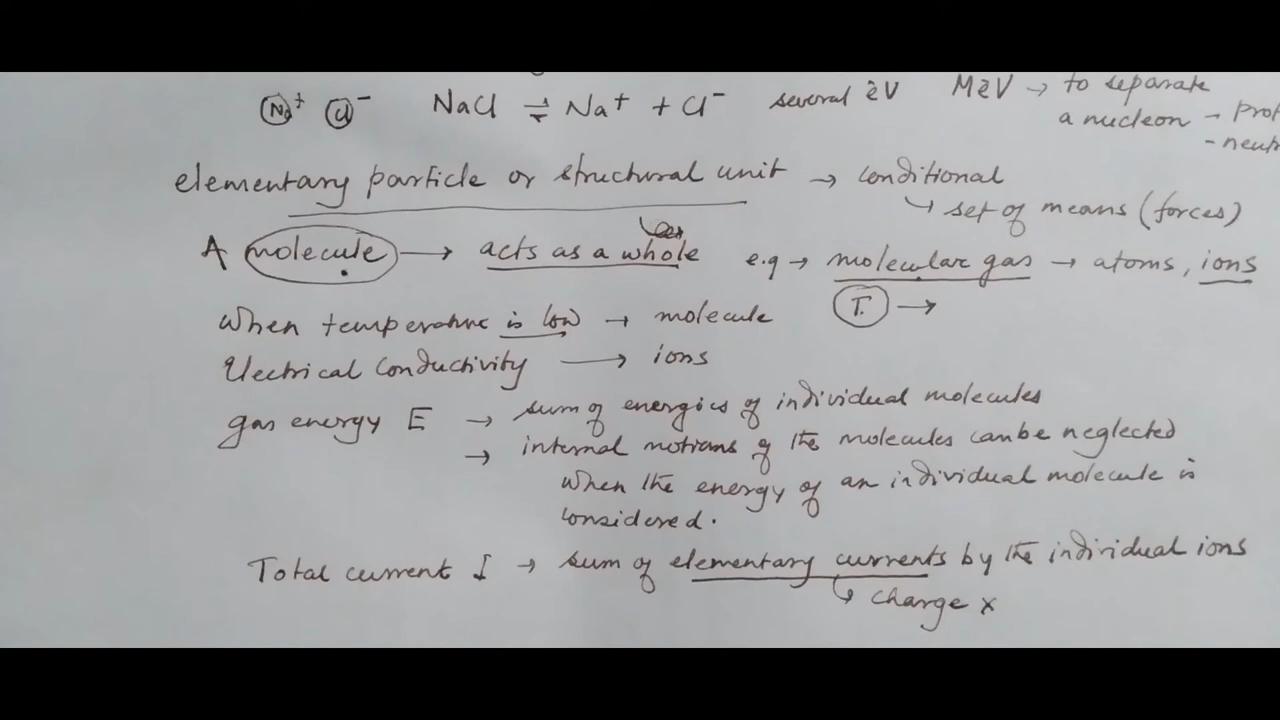 Na⁺ Cl⁻ NaCl ⇌ Na⁺ + Cl⁻ several eV MeV → to separate
a nucleon → prot
- neutr
elementary particle or structural unit → conditional
↳ set of means (forces)
A molecule → acts as a whole e.g → molecular gas → atoms, ions
When temperature is low → molecule T. →
Electrical conductivity → ions
gas energy E → sum of energies of individual molecules
→ internal motions of the molecules can be neglected
When the energy of an individual molecule is
considered.
Total current I → sum of elementary currents by the individual ions
↳ charge x